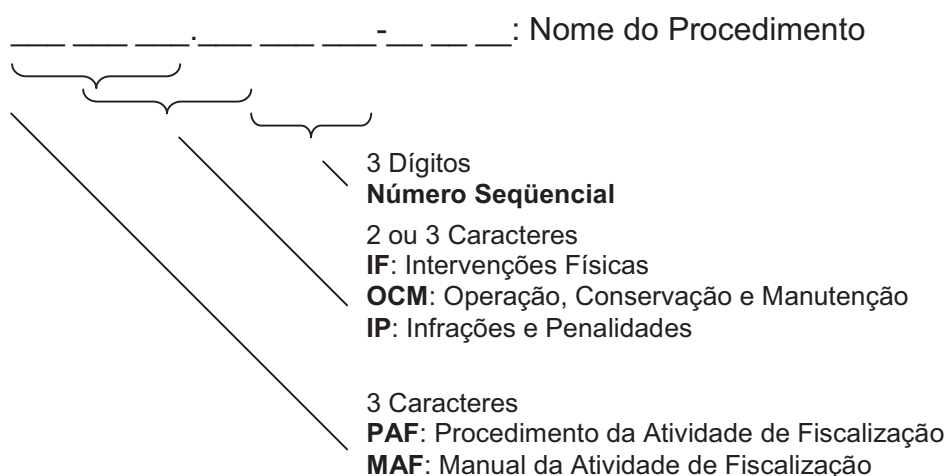 ___ ___ ___.___ ___ ___-__ __ __: Nome do Procedimento
3 Dígitos
Número Seqüencial
2 ou 3 Caracteres
IF: Intervenções Físicas
OCM: Operação, Conservação e Manutenção
IP: Infrações e Penalidades
3 Caracteres
PAF: Procedimento da Atividade de Fiscalização
MAF: Manual da Atividade de Fiscalização